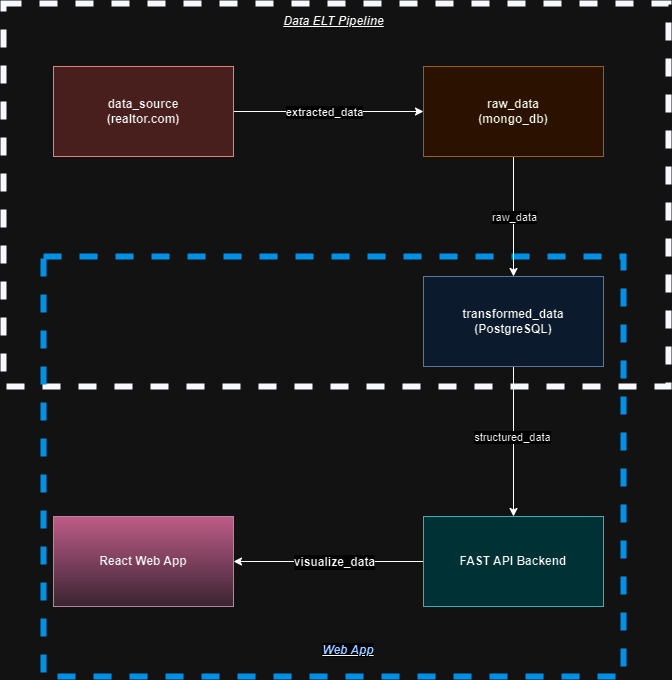 Data ELT Pipeline
data_source
(realtor.com)
extracted_data
raw_data
(mongo_db)
raw_data
transformed_data
(PostgreSQL)
structured_data
React Web App
visualize_data
FAST API Backend
Web App